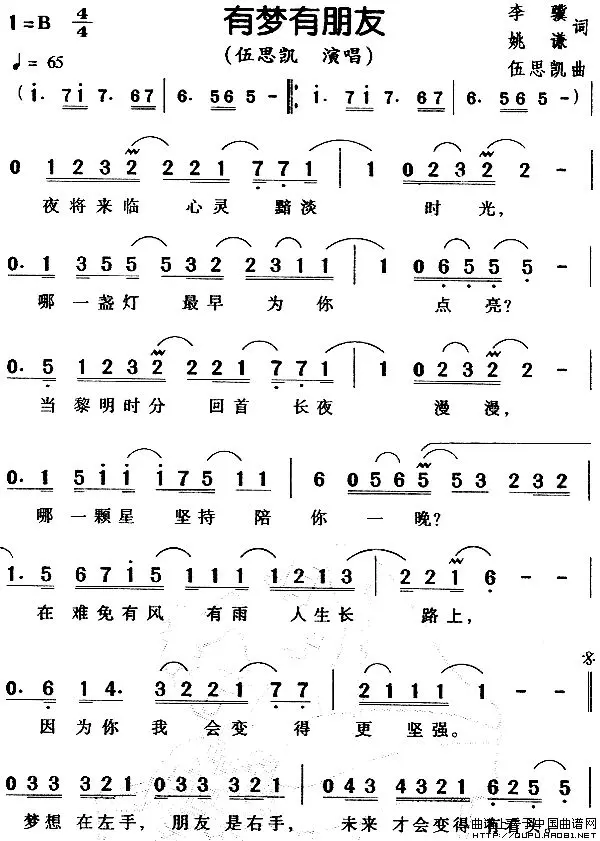 1=B 4/4 有梦有朋友 李骥 词
♩= 65 (伍思凯 演唱) 姚谦
伍思凯 曲
( i. 7i 7. 67 | 6. 565 - ‖: i. 7i 7. 67 | 6. 565 - )
0 1232 221 771 | 1 0232 2 -
夜将来临 心灵 黯淡 时光,
0. 1 355 532 2311 | 1 0655 5 -
哪一盏灯 最早 为你 点亮?
0. 5 1232 221 771 | 1 0232 2 -
当黎明时分 回首 长夜 漫漫,
0. 1 51i i75 11 | 6 0565 53 232
哪一颗星 坚持 陪你 一晚?
1. 5 6715 111 1213 | 221 6 -
在难免有风 有雨 人生长 路上,
0. 6 14. 3221 77 | 2111 1 - -
因为你 我会变得 更坚强。
033 321 033 321 | 043 4321 6225 5
梦想在左手, 朋友是右手, 未来才会变得
中国曲谱网